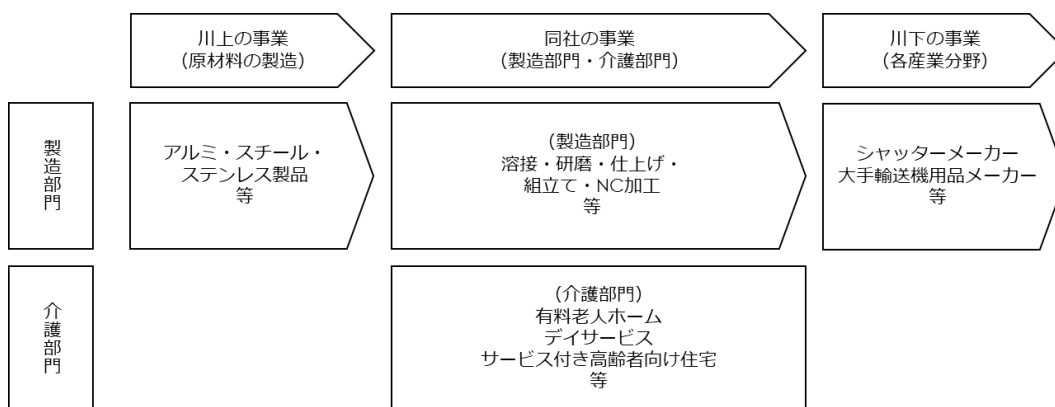 川上の事業
(原材料の製造)
同社の事業
(製造部門・介護部門)
川下の事業
(各産業分野)
製造部門
アルミ・スチール・
ステンレス製品
等
(製造部門)
溶接・研磨・仕上げ・
組立て・NC加工
等
シャッターメーカー
大手輸送機用品メーカー
等
介護部門
(介護部門)
有料老人ホーム
デイサービス
サービス付き高齢者向け住宅
等